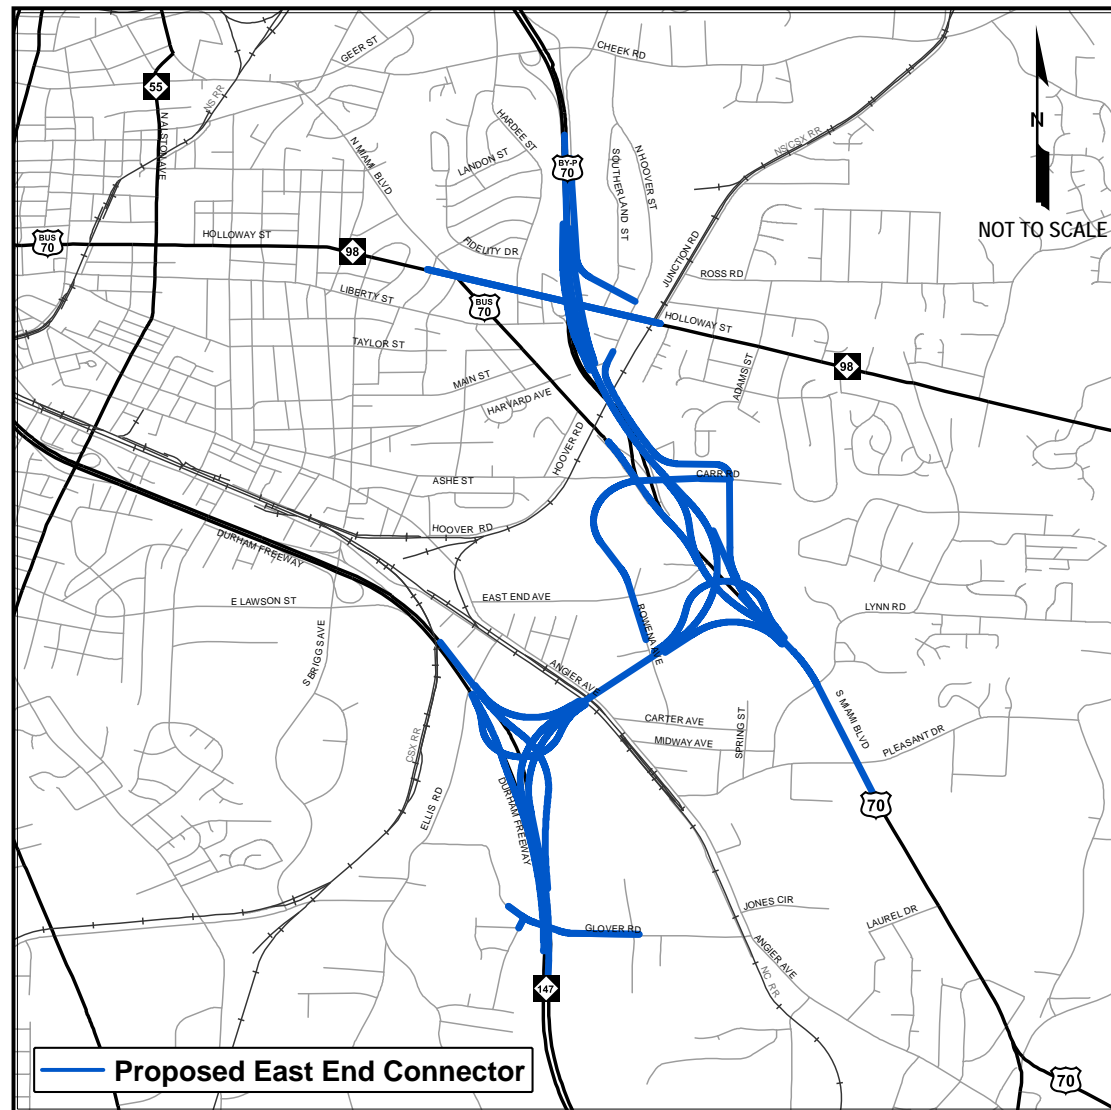 GEER ST
CHEEK RD
55
NS RR
N ALSTON AVE
N MIAMI BLVD
HARDEE ST
LANDON ST
BY-P
70
SOUTHERLAND ST
N HOOVER ST
NS/CSX RR
N
NOT TO SCALE
BUS
70
HOLLOWAY ST
98
FIDELITY DR
JUNCTION RD
ROSS RD
LIBERTY ST
BUS
70
HOLLOWAY ST
TAYLOR ST
98
MAIN ST
ADAMS ST
HARVARD AVE
HOOVER RD
ASHE ST
CARR RD
HOOVER RD
DURHAM FREEWAY
E LAWSON ST
EAST END AVE
LYNN RD
ROWENA AVE
S BRIGGS AVE
ANGIER AVE
CARTER AVE
SPRING ST
S MIAMI BLVD
MIDWAY AVE
PLEASANT DR
CSX RR
ELLIS RD
DURHAM FREEWAY
70
JONES CIR
LAUREL DR
GLOVER RD
ANGIER AVE
NC RR
147
Proposed East End Connector
70